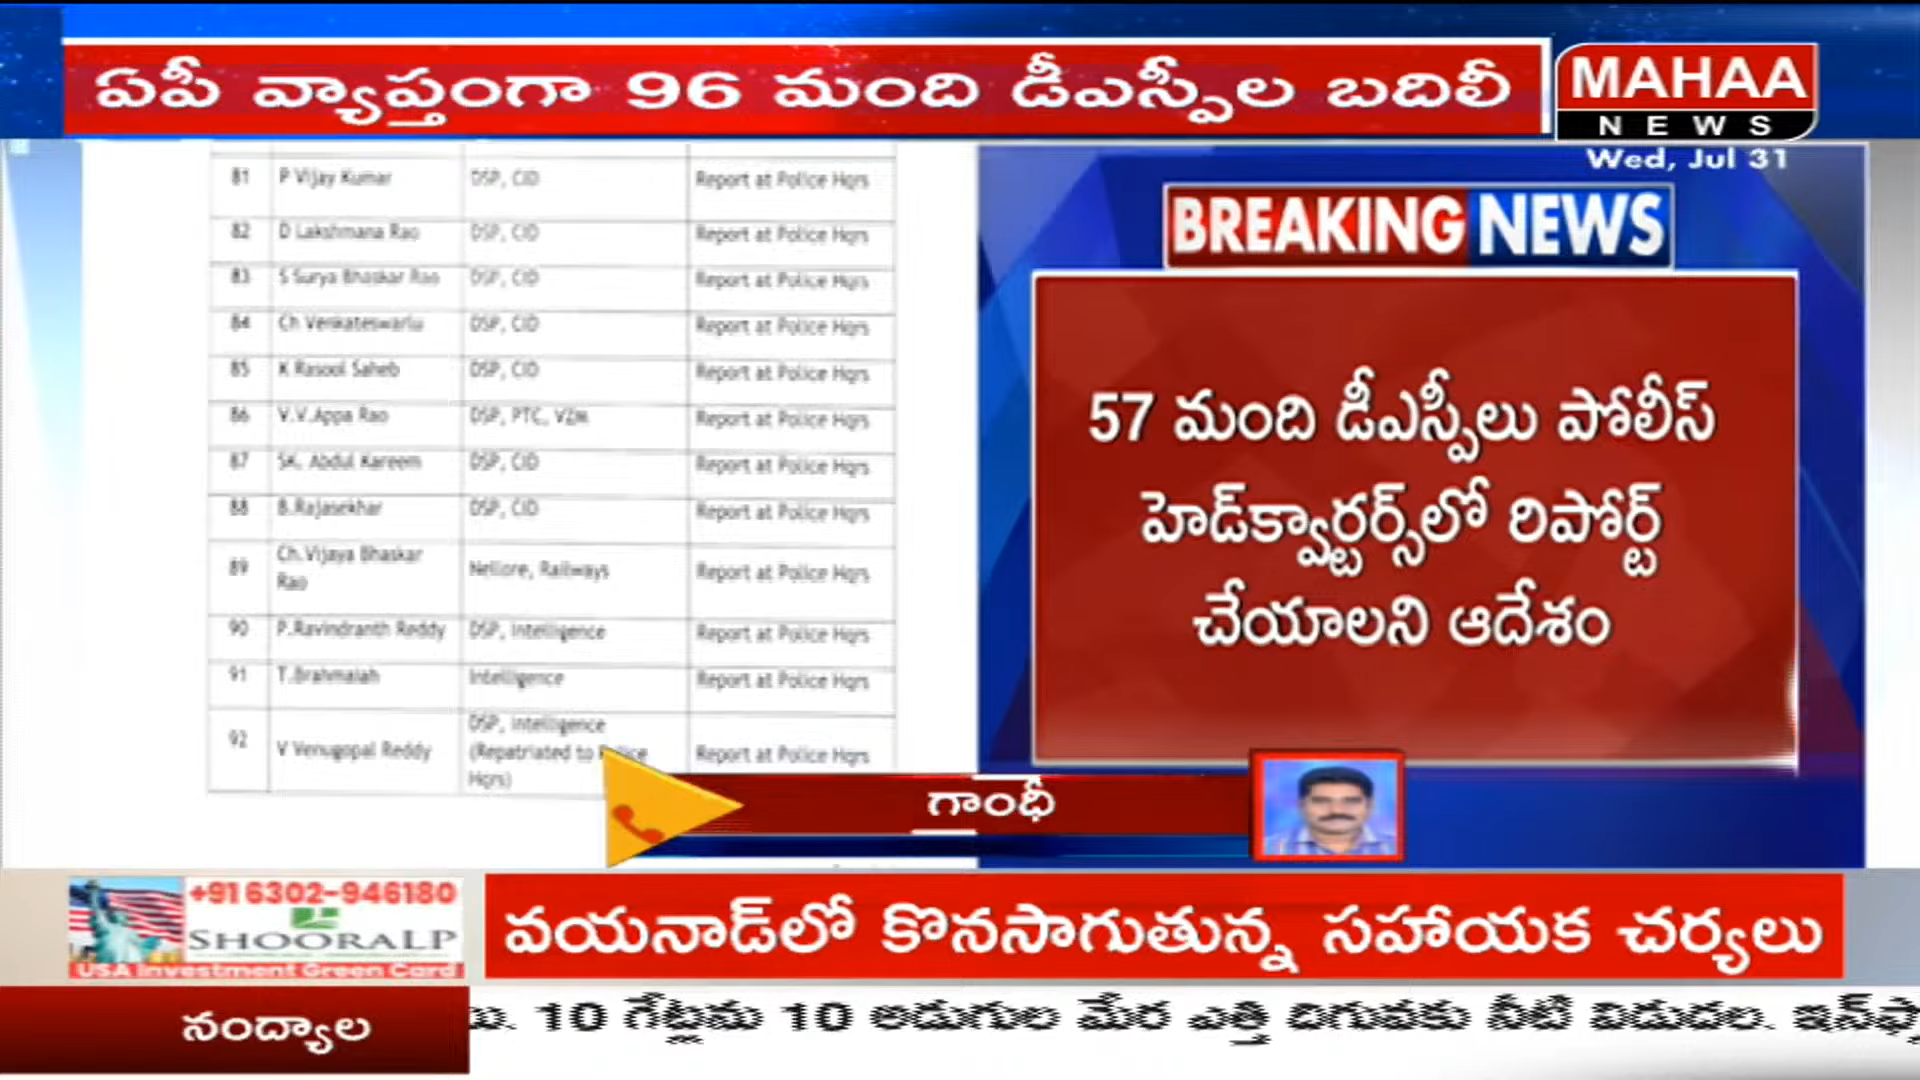 ఏపీ వ్యాప్తంగా 96 మంది డీఎస్పీల బదిలీ
MAHAA
NEWS
Wed, Jul 31
81 P Vijay Kumar DSP, CID Report at Police Hqrs
82 D Lakshmana Rao DSP, CID Report at Police Hqrs
83 S Surya Bhaskar Rao DSP, CID Report at Police Hqrs
84 Ch Venkateswarlu DSP, CID Report at Police Hqrs
85 K Rasool Saheb DSP, CID Report at Police Hqrs
86 V.V.Appa Rao DSP, PTC, VZM Report at Police Hqrs
87 SK. Abdul Kareem DSP, CID Report at Police Hqrs
88 B.Rajasekhar DSP, CID Report at Police Hqrs
89 Ch.Vijaya Bhaskar Rao Nellore, Railways Report at Police Hqrs
90 P.Ravindranth Reddy DSP, Intelligence Report at Police Hqrs
91 T.Brahmaiah Intelligence Report at Police Hqrs
92 V Venugopal Reddy DSP, Intelligence (Repatriated to Police Hqrs) Report at Police Hqrs
BREAKING NEWS
57 మంది డీఎస్పీలు పోలీస్
హెడ్‌క్వార్టర్స్‌లో రిపోర్ట్
చేయాలని ఆదేశం
గాంధీ
+91 6302-946180
SHOORALP
USA Investment Green Card
వయనాడ్‌లో కొనసాగుతున్న సహాయక చర్యలు
నంద్యాల
10 గేట్లను 10 అడుగుల మేర ఎత్తి దిగువకు నీటి విడుదల.